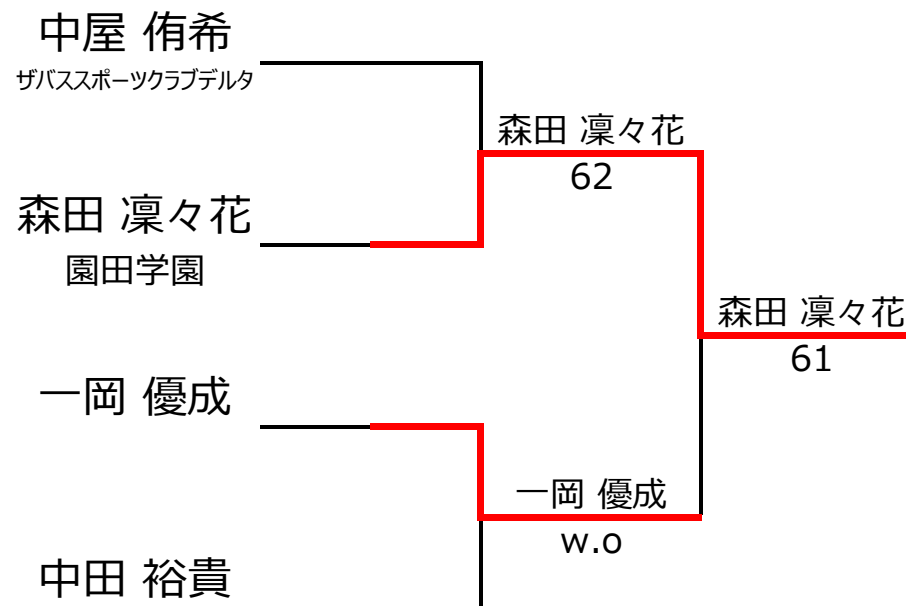 中屋 侑希
ザバススポーツクラブデルタ
森田 凜々花
62
森田 凜々花
園田学園
森田 凜々花
61
一岡 優成
一岡 優成
w.o
中田 裕貴